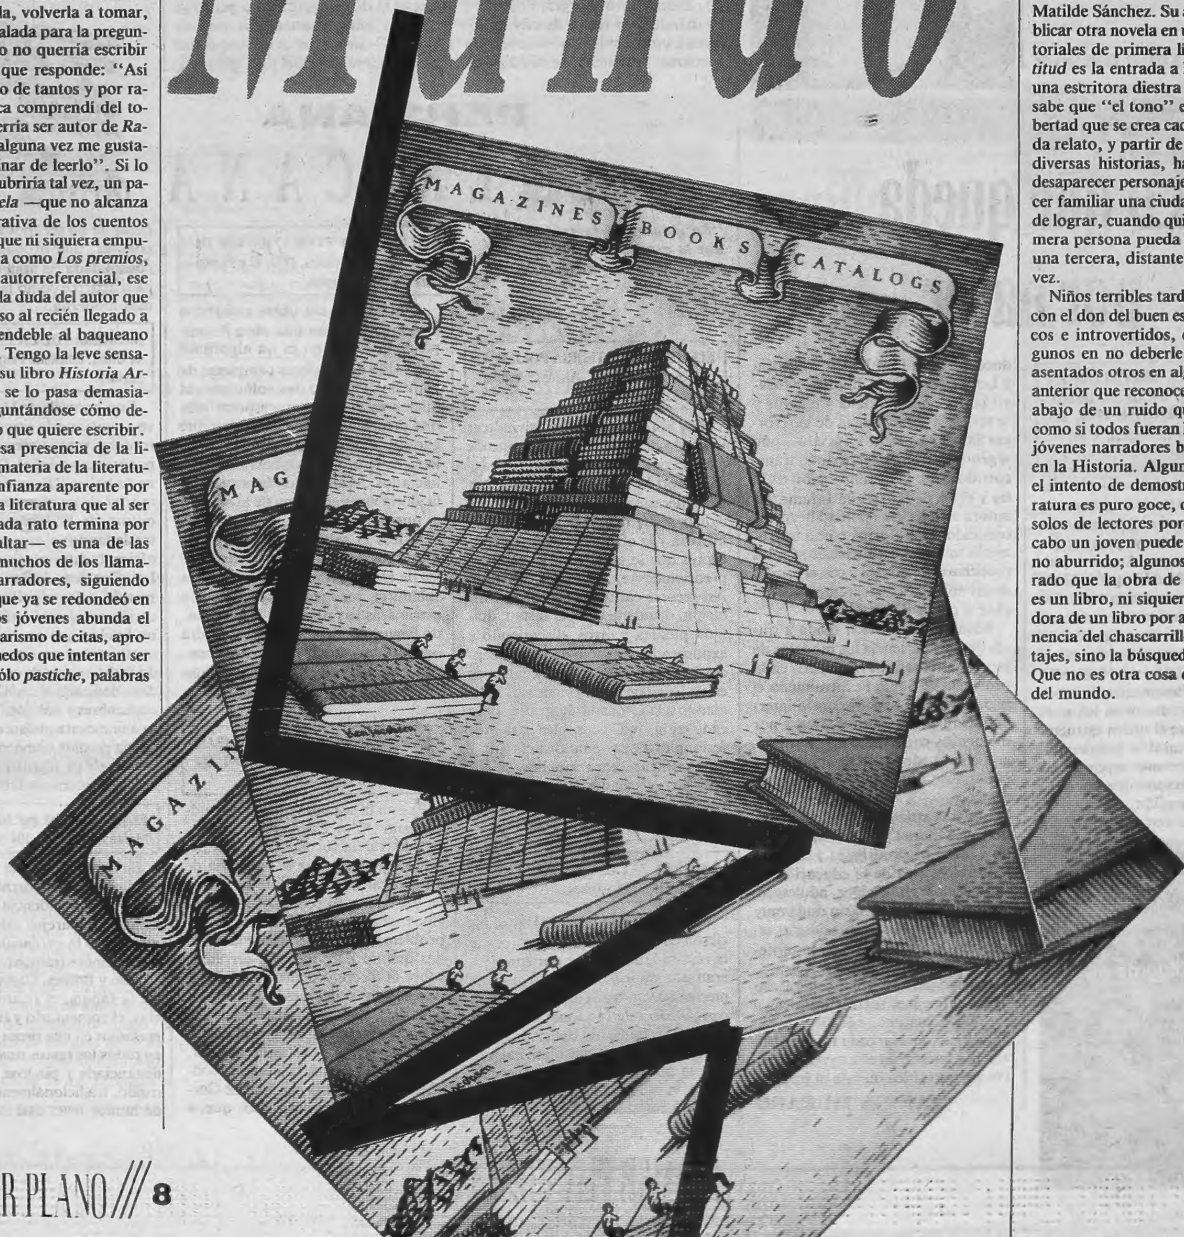 la, volverla a tomar,
alada para la pregun-
o no querría escribir
que responde: “Así
o de tantos y por ra-
ca comprendí del to-
erría ser autor de Ra-
alguna vez me gusta-
nar de leerlo”. Si lo
ubriría tal vez, un pa-
ela —que no alcanza
rativa de los cuentos
que ni siquiera empu-
a como Los premios,
autorreferencial, ese
la duda del autor que
so al recién llegado a
endeble al baqueano
Tengo la leve sensa-
su libro Historia Ar-
se lo pasa demasia-
guntándose cómo de-
o que quiere escribir.
sa presencia de la li-
materia de la literatu-
nfianza aparente por
a literatura que al ser
ada rato termina por
ultar— es una de las
muchos de los llama-
arradores, siguiendo
que ya se redondeó en
os jóvenes abunda el
arismo de citas, apro-
nedos que intentan ser
ólo pastiche, palabras
Mundo
MAGAZINES BOOKS CATALOGS
MAG
MAGAZIN
Matilde Sánchez. Su
blicar otra novela en
toriales de primera lí
titud es la entrada a
una escritora diestra
sabe que “el tono” e
bertad que se crea cad
da relato, y partir de
diversas historias, ha
desaparecer personaje
cer familiar una ciuda
de lograr, cuando qui
mera persona pueda
una tercera, distante
vez.
Niños terribles tard
con el don del buen es
cos e introvertidos,
gunos en no deberle
asentados otros en alg
anterior que reconoce
abajo de un ruido qu
como si todos fueran
jóvenes narradores b
en la Historia. Algun
el intento de demostr
ratura es puro goce,
solos de lectores por
cabo un joven puede
no aburrido; algunos
rado que la obra de
es un libro, ni siquier
dora de un libro por a
nencia del chascarrillo
tajes, sino la búsqued
Que no es otra cosa
del mundo.
R PLANO /// 8